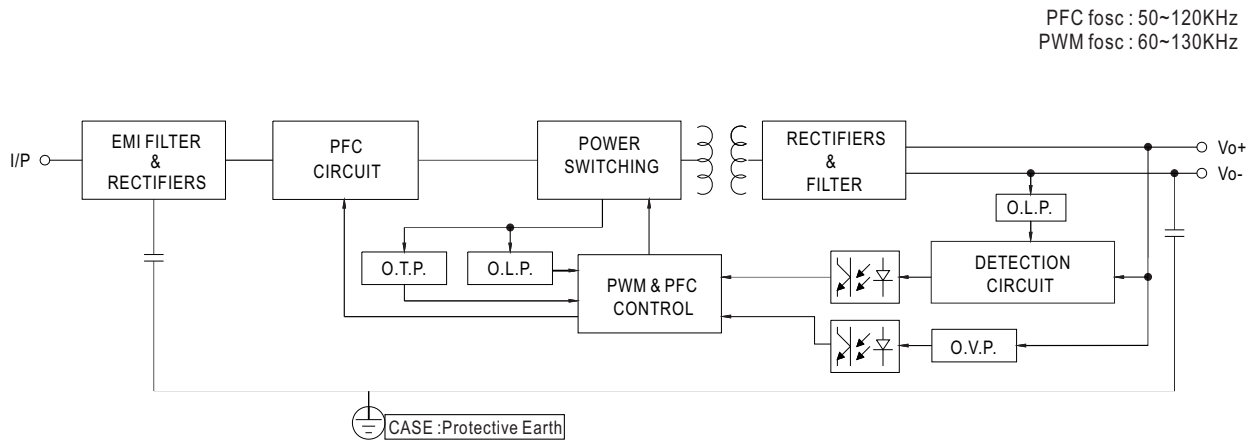 PFC fosc : 50~120KHz
PWM fosc : 60~130KHz
I/P
EMI FILTER
&
RECTIFIERS
PFC
CIRCUIT
POWER
SWITCHING
RECTIFIERS
&
FILTER
Vo+
Vo-
O.L.P.
O.T.P.
O.L.P.
PWM & PFC
CONTROL
DETECTION
CIRCUIT
O.V.P.
CASE :Protective Earth